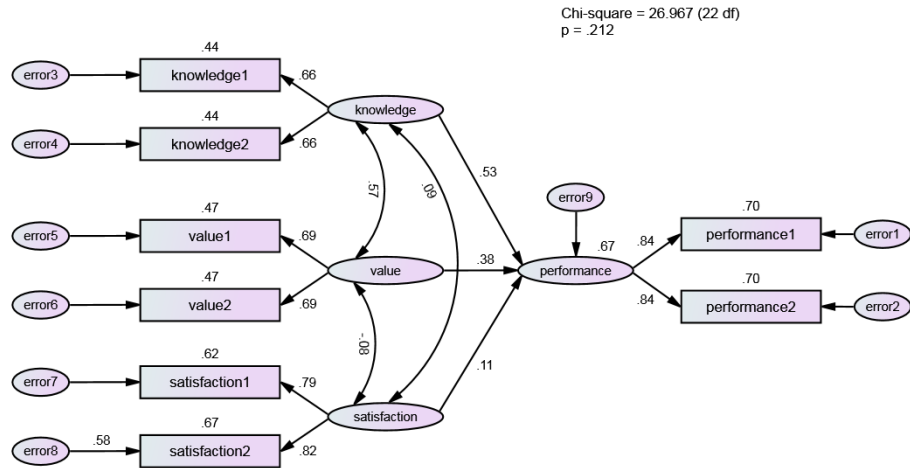 Chi-square = 26.967 (22 df)
p = .212
.44
error3
knowledge1
.66
knowledge
.44
error4
knowledge2
.66
.57
.09
.53
error9
.47
error5
value1
.69
.67
.70
.84
performance1
error1
value
.38
performance
.47
error6
value2
.69
.84
.70
performance2
error2
-.08
.62
error7
satisfaction1
.79
.11
satisfaction
.67
error8
.58
satisfaction2
.82